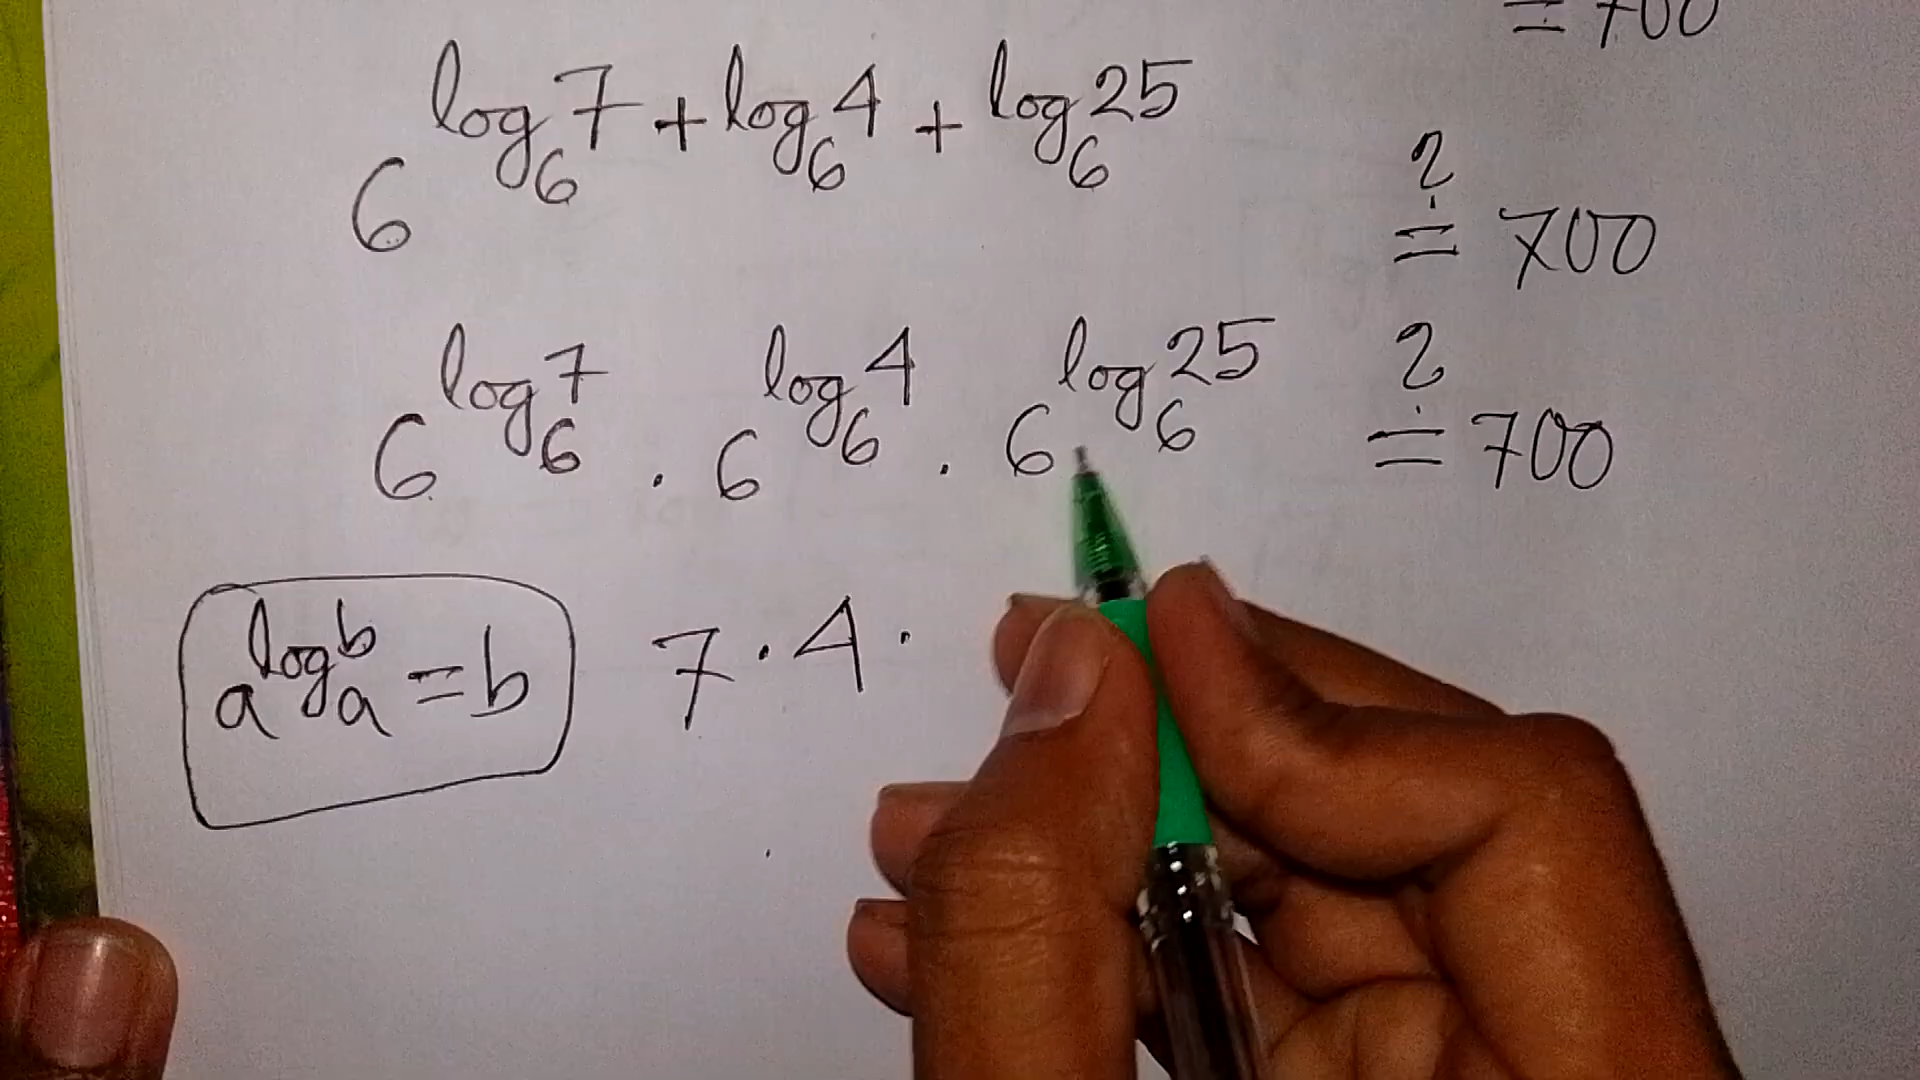 = 700
6^{log_6 7 + log_6 4 + log_6 25} ?= 700
6^{log_6 7} . 6^{log_6 4} . 6^{log_6 25} ?= 700
a^{log_a b} = b
7 . 4 .